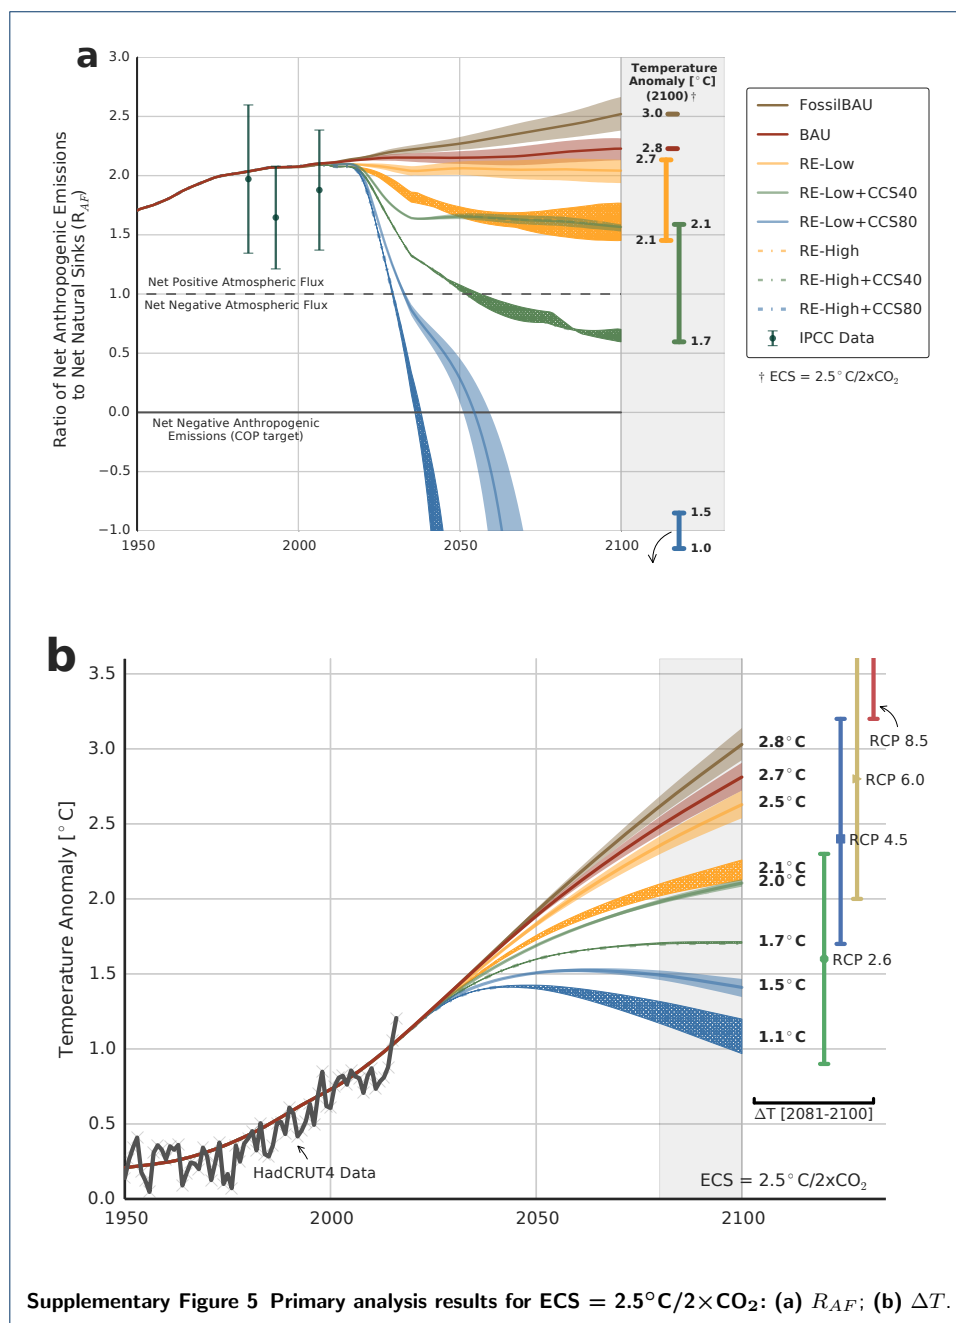 a
3.0
2.5
2.0
1.5
1.0
0.5
0.0
−0.5
−1.0
1950
2000
2050
2100
Ratio of Net Anthropogenic Emissions
to Net Natural Sinks (R_AF)
Net Positive Atmospheric Flux
Net Negative Atmospheric Flux
Net Negative Anthropogenic
Emissions (COP target)
Temperature
Anomaly [°C]
(2100) †
3.0
2.8
2.7
2.1
2.1
1.7
1.5
1.0
FossilBAU
BAU
RE-Low
RE-Low+CCS40
RE-Low+CCS80
RE-High
RE-High+CCS40
RE-High+CCS80
IPCC Data
† ECS = 2.5°C/2xCO₂
b
3.5
3.0
2.5
2.0
1.5
1.0
0.5
0.0
1950
2000
2050
2100
Temperature Anomaly [°C]
HadCRUT4 Data
2.8°C
2.7°C
2.5°C
2.1°C
2.0°C
1.7°C
1.5°C
1.1°C
RCP 8.5
RCP 6.0
RCP 4.5
RCP 2.6
ΔT [2081-2100]
ECS = 2.5°C/2xCO₂
Supplementary Figure 5 Primary analysis results for ECS = 2.5°C/2×CO₂: (a) R_AF; (b) ΔT.